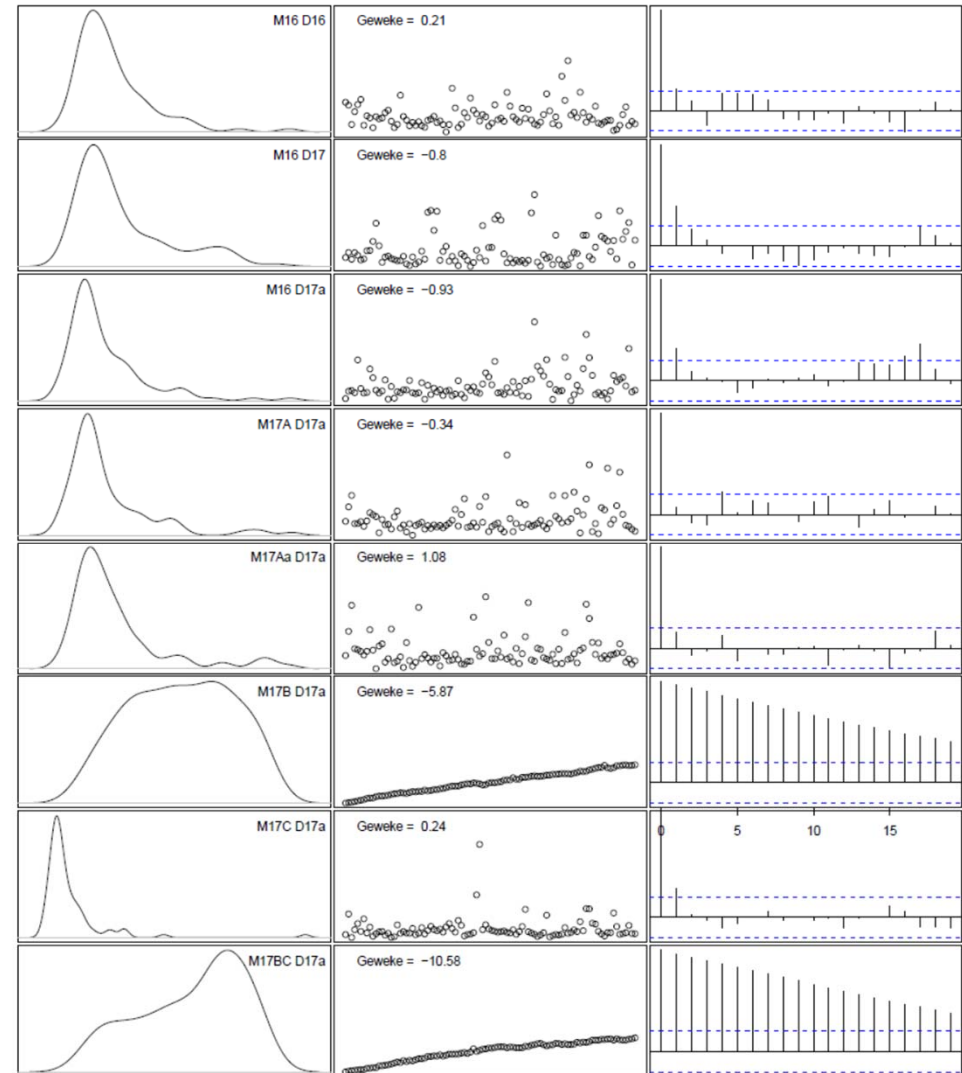 M16 D16 Geweke = 0.21
M16 D17 Geweke = −0.8
M16 D17a Geweke = −0.93
M17A D17a Geweke = −0.34
M17Aa D17a Geweke = 1.08
M17B D17a Geweke = −5.87
M17C D17a Geweke = 0.24 0 5 10 15
M17BC D17a Geweke = −10.58